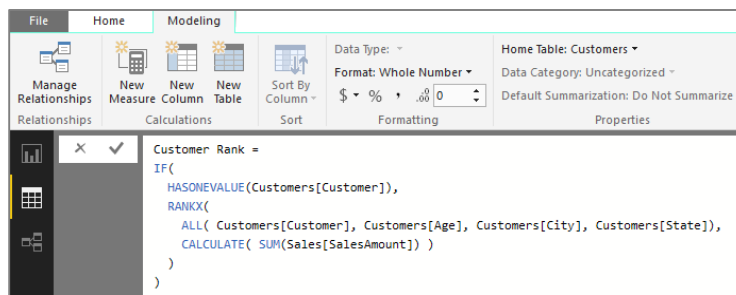 File Home Modeling
Data Type:
Home Table: Customers
Manage Relationships
New Measure
New Column
New Table
Sort By Column
Format: Whole Number
Data Category: Uncategorized
$ % , .00 0
Default Summarization: Do Not Summarize
Relationships Calculations Sort Formatting Properties
Customer Rank =
IF(
HASONEVALUE(Customers[Customer]),
RANKX(
ALL( Customers[Customer], Customers[Age], Customers[City], Customers[State]),
CALCULATE( SUM(Sales[SalesAmount]) )
)
)